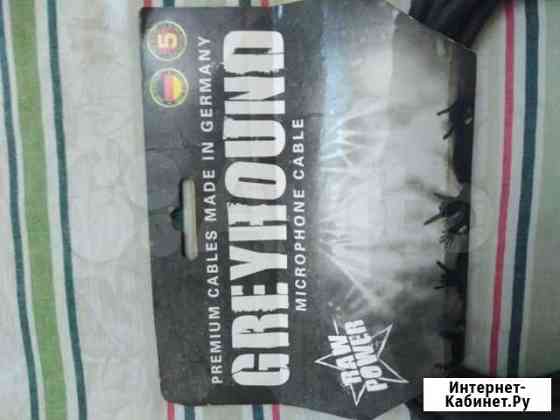 PREMIUM CABLES MADE IN GERMANY
5
GREYHOUND
MICROPHONE CABLE
RAW
POWER
Интернет-
Кабинет.Ру